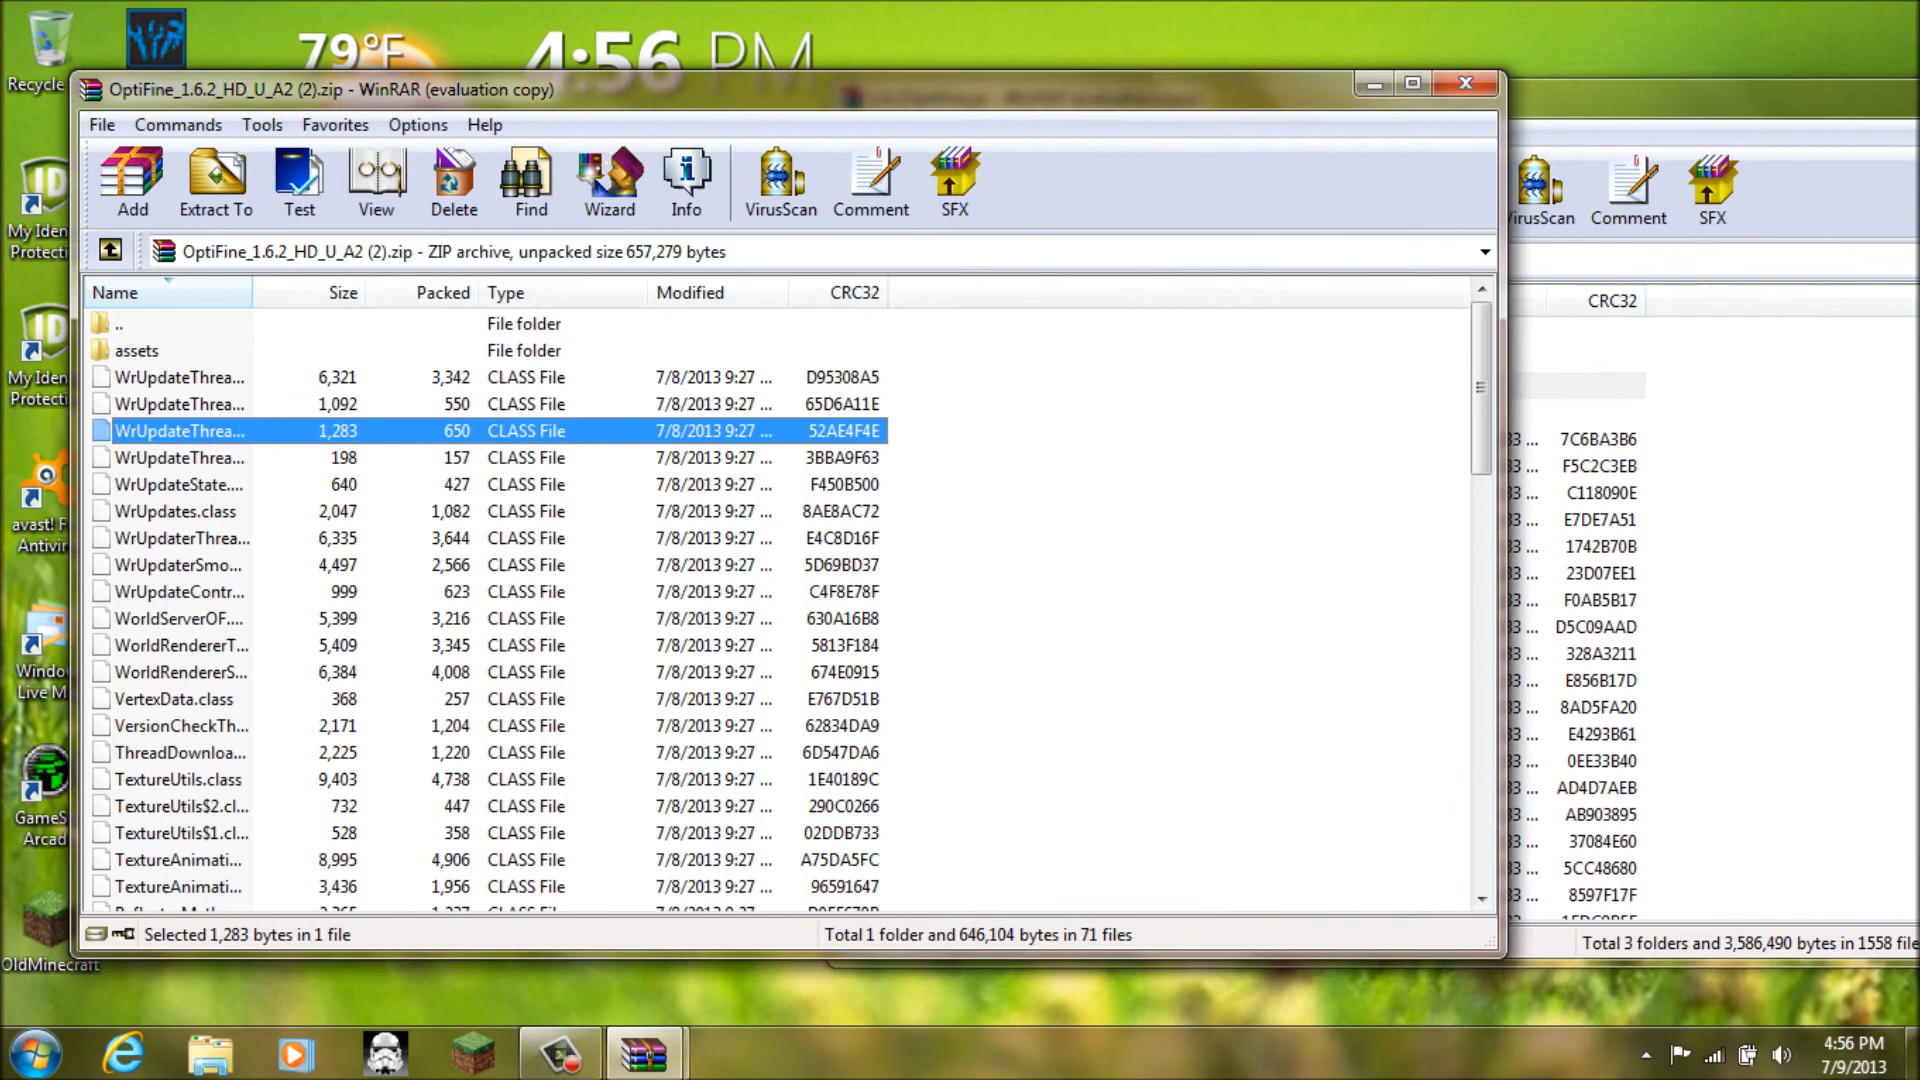 79°F
4:56 PM
Recycle
OptiFine_1.6.2_HD_U_A2 (2).zip - WinRAR (evaluation copy)
File Commands Tools Favorites Options Help
Add Extract To Test View Delete Find Wizard Info VirusScan Comment SFX
irusScan Comment SFX
OptiFine_1.6.2_HD_U_A2 (2).zip - ZIP archive, unpacked size 657,279 bytes
Name Size Packed Type Modified CRC32
CRC32
.. File folder
assets File folder
WrUpdateThrea... 6,321 3,342 CLASS File 7/8/2013 9:27 ... D95308A5
WrUpdateThrea... 1,092 550 CLASS File 7/8/2013 9:27 ... 65D6A11E
WrUpdateThrea... 1,283 650 CLASS File 7/8/2013 9:27 ... 52AE4F4E
WrUpdateThrea... 198 157 CLASS File 7/8/2013 9:27 ... 3BBA9F63
WrUpdateState.... 640 427 CLASS File 7/8/2013 9:27 ... F450B500
WrUpdates.class 2,047 1,082 CLASS File 7/8/2013 9:27 ... 8AE8AC72
WrUpdaterThrea... 6,335 3,644 CLASS File 7/8/2013 9:27 ... E4C8D16F
WrUpdaterSmo... 4,497 2,566 CLASS File 7/8/2013 9:27 ... 5D69BD37
WrUpdateContr... 999 623 CLASS File 7/8/2013 9:27 ... C4F8E78F
WorldServerOF.... 5,399 3,216 CLASS File 7/8/2013 9:27 ... 630A16B8
WorldRendererT... 5,409 3,345 CLASS File 7/8/2013 9:27 ... 5813F184
WorldRendererS... 6,384 4,008 CLASS File 7/8/2013 9:27 ... 674E0915
VertexData.class 368 257 CLASS File 7/8/2013 9:27 ... E767D51B
VersionCheckTh... 2,171 1,204 CLASS File 7/8/2013 9:27 ... 62834DA9
ThreadDownloa... 2,225 1,220 CLASS File 7/8/2013 9:27 ... 6D547DA6
TextureUtils.class 9,403 4,738 CLASS File 7/8/2013 9:27 ... 1E40189C
TextureUtils$2.cl... 732 447 CLASS File 7/8/2013 9:27 ... 290C0266
TextureUtils$1.cl... 528 358 CLASS File 7/8/2013 9:27 ... 02DDB733
TextureAnimati... 8,995 4,906 CLASS File 7/8/2013 9:27 ... A75DA5FC
TextureAnimati... 3,436 1,956 CLASS File 7/8/2013 9:27 ... 96591647
33 ... 7C6BA3B6
33 ... F5C2C3EB
33 ... C118090E
33 ... E7DE7A51
33 ... 1742B70B
33 ... 23D07EE1
33 ... F0AB5B17
33 ... D5C09AAD
33 ... 328A3211
33 ... E856B17D
33 ... 8AD5FA20
33 ... E4293B61
33 ... 0EE33B40
33 ... AD4D7AEB
33 ... AB903895
33 ... 37084E60
33 ... 5CC48680
33 ... 8597F17F
Selected 1,283 bytes in 1 file
Total 1 folder and 646,104 bytes in 71 files
Total 3 folders and 3,586,490 bytes in 1558 file
My Iden
Protecti
My Iden
Protecti
avast! F
Antivir
Windo
Live M
GameS
Arcad
OldMinecraft
4:56 PM
7/9/2013